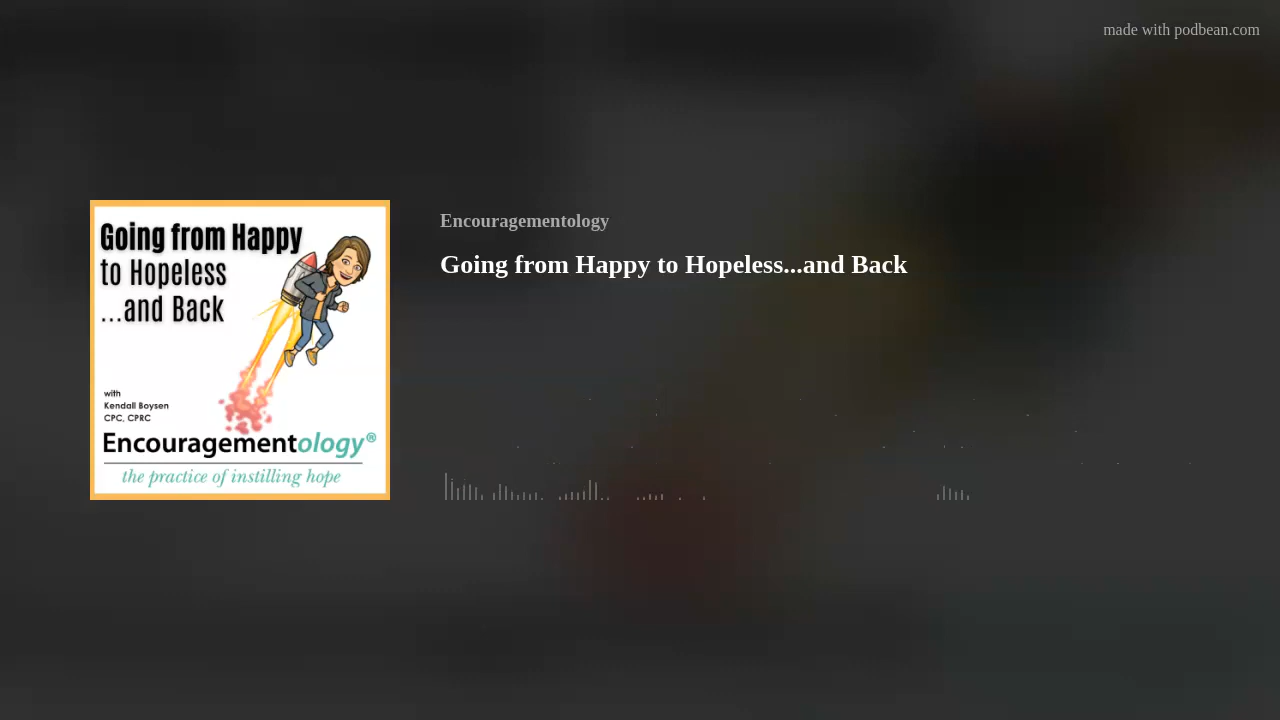 made with podbean.com
Going from Happy
to Hopeless
...and Back
with
Kendall Boysen
CPC, CPRC
Encouragementology®
the practice of instilling hope
Encouragementology
Going from Happy to Hopeless...and Back